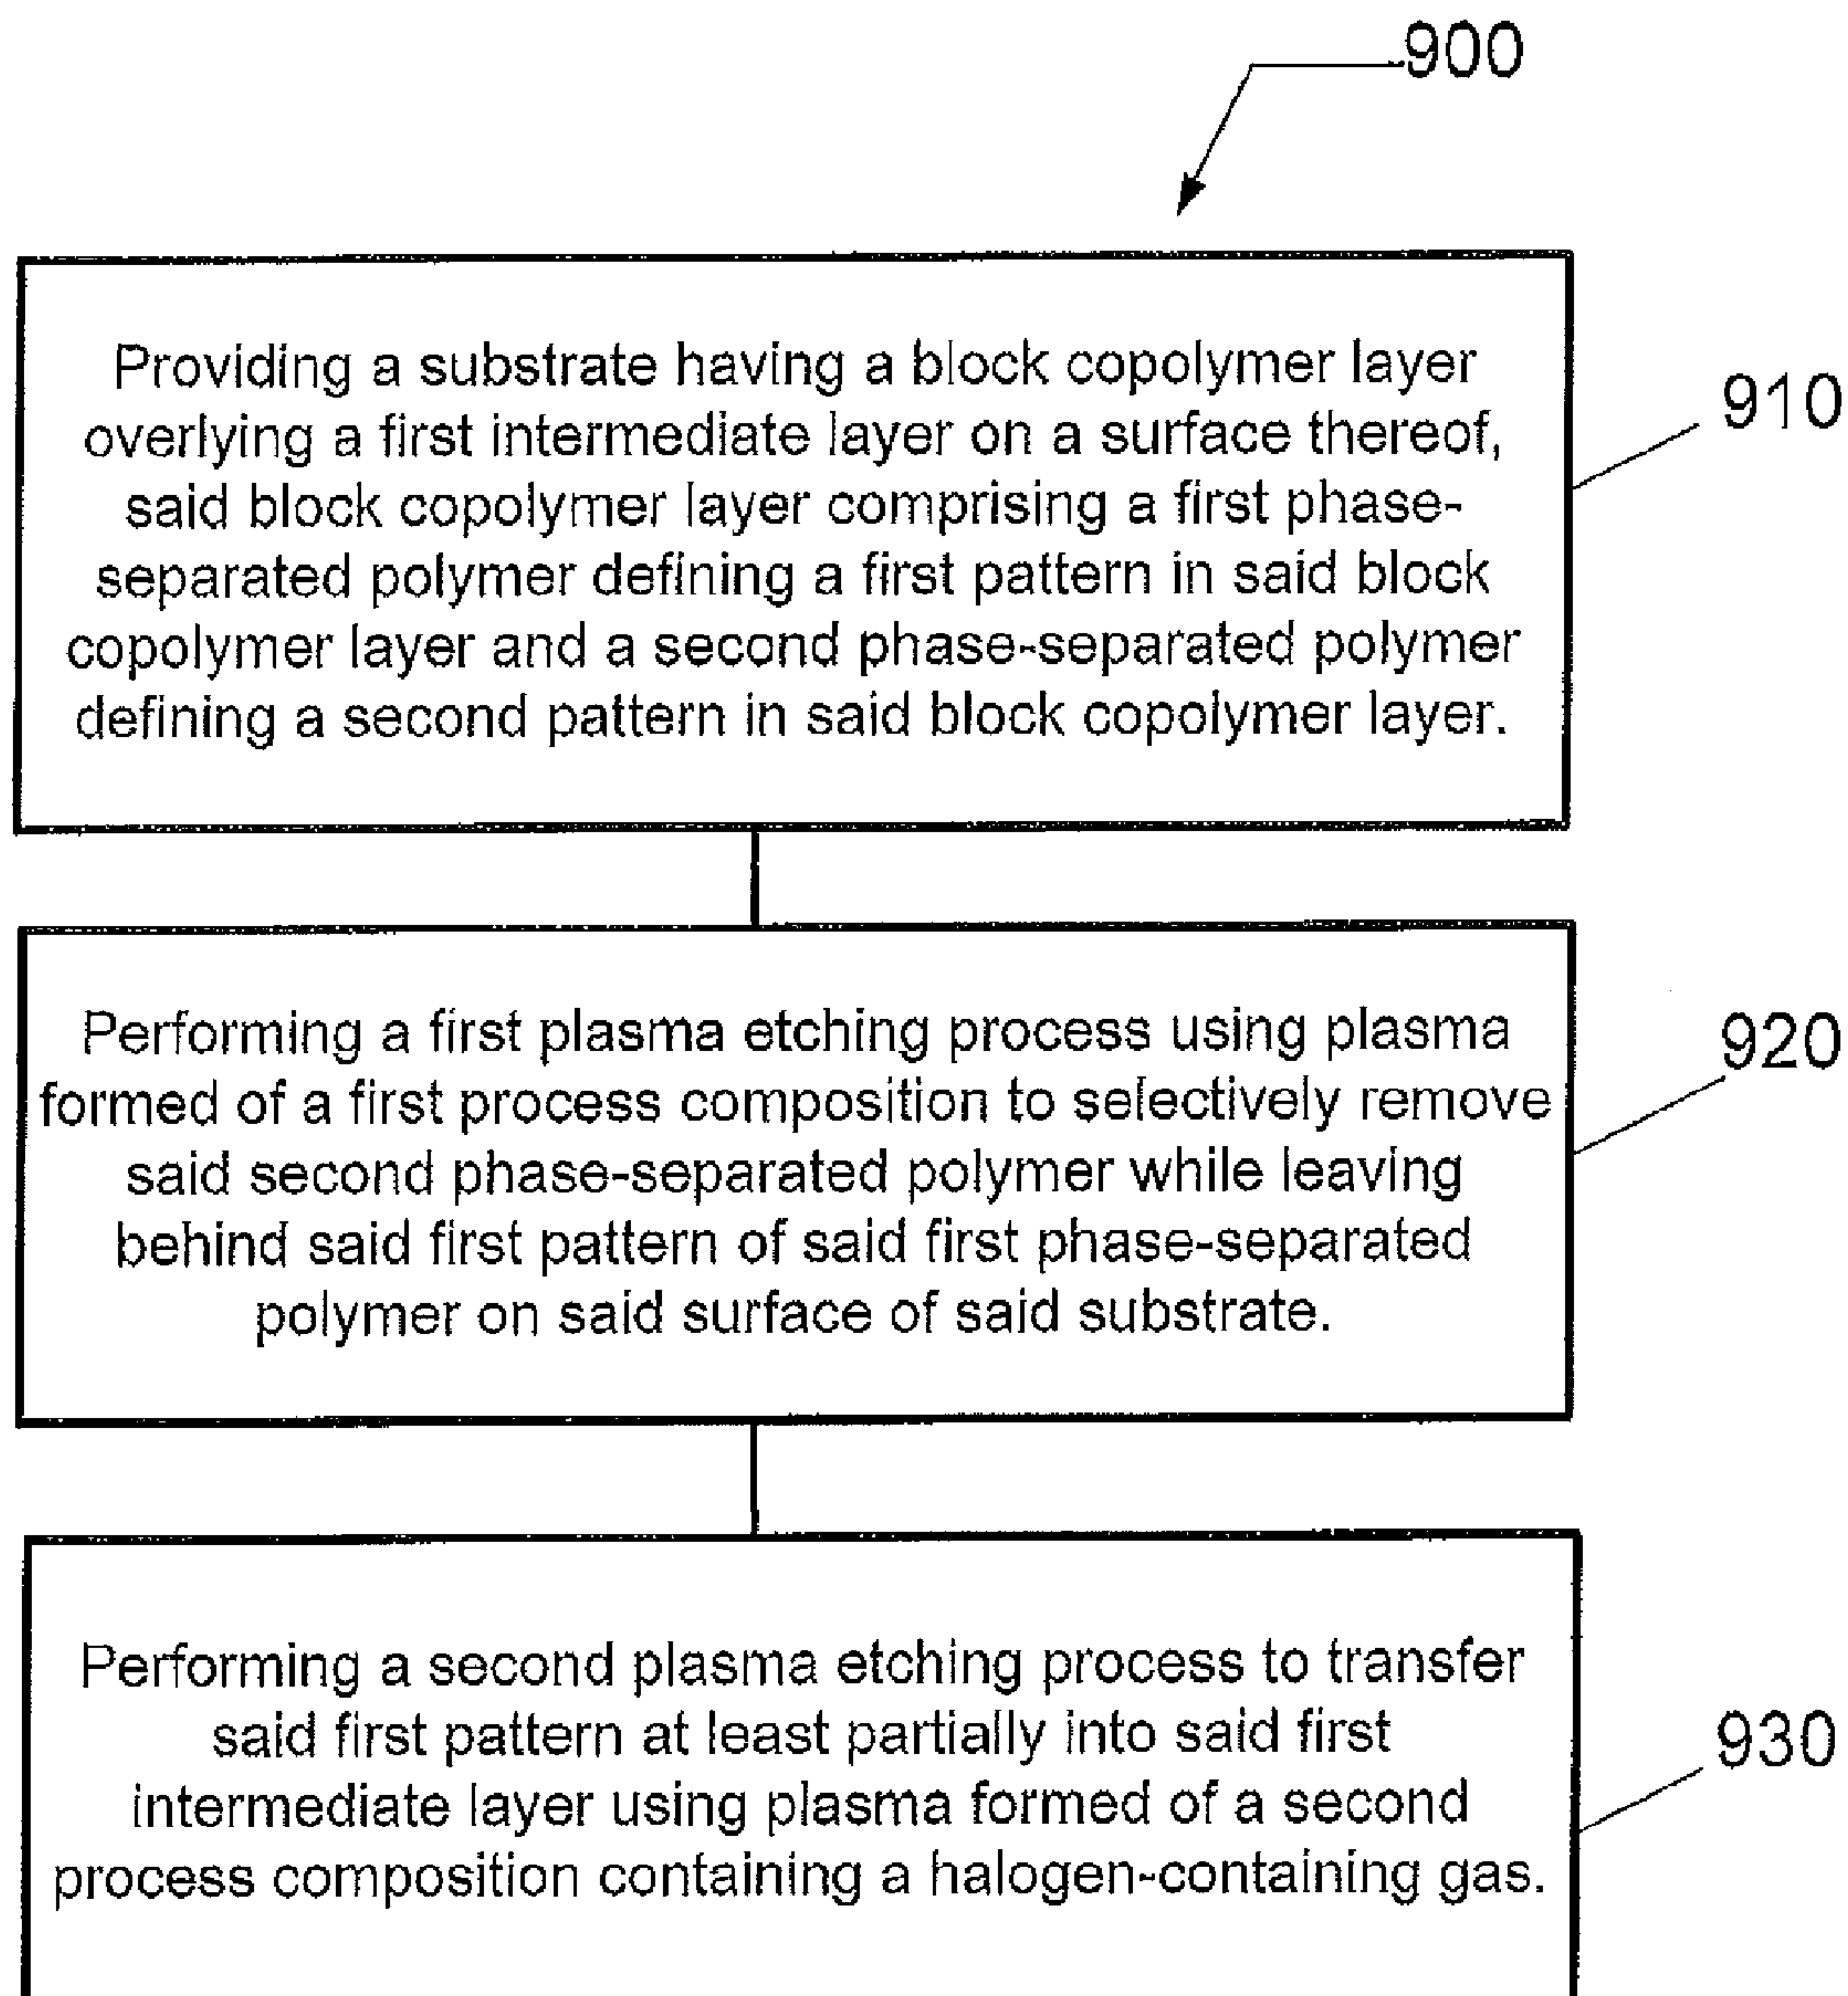 900
Providing a substrate having a block copolymer layer
overlying a first intermediate layer on a surface thereof,
said block copolymer layer comprising a first phase-
separated polymer defining a first pattern in said block
copolymer layer and a second phase-separated polymer
defining a second pattern in said block copolymer layer.
910
Performing a first plasma etching process using plasma
formed of a first process composition to selectively remove
said second phase-separated polymer while leaving
behind said first pattern of said first phase-separated
polymer on said surface of said substrate.
920
Performing a second plasma etching process to transfer
said first pattern at least partially into said first
intermediate layer using plasma formed of a second
process composition containing a halogen-containing gas.
930